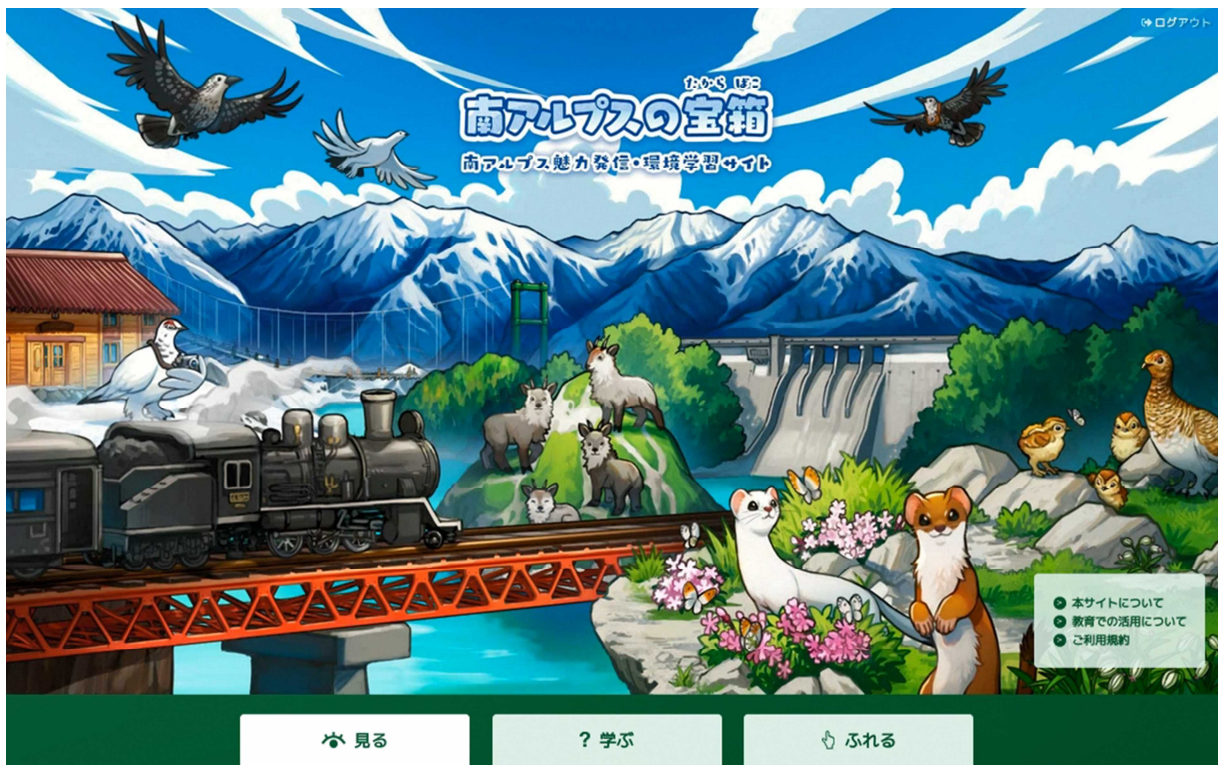 ログアウト
たから ばこ
南アルプスの宝箱
南アルプス魅力発信・環境学習サイト
本サイトについて
教育での活用について
ご利用規約
見る
? 学ぶ
ふれる